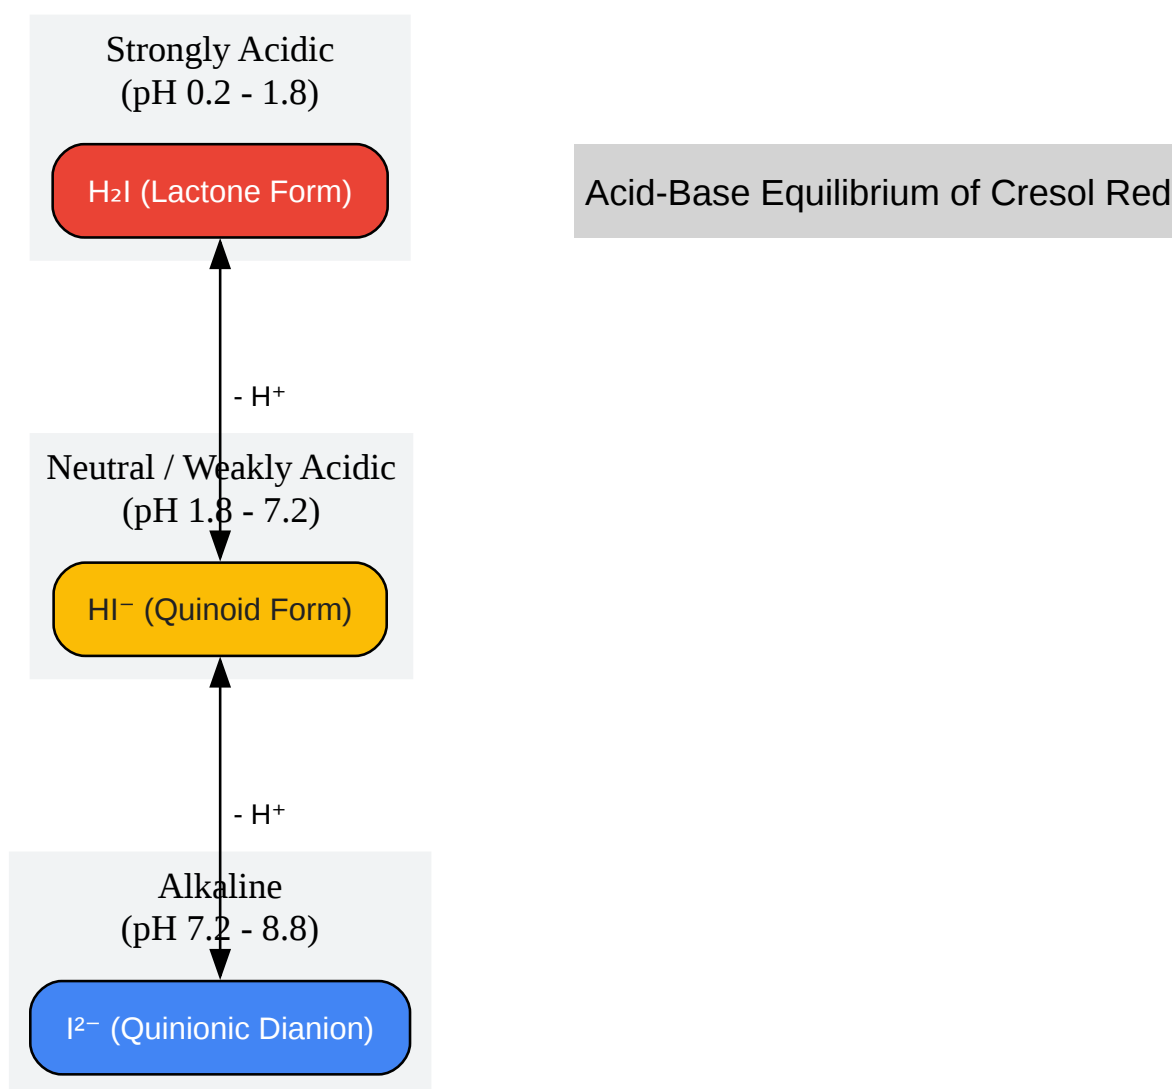 Strongly Acidic
(pH 0.2 - 1.8)
H₂I (Lactone Form)
Acid-Base Equilibrium of Cresol Red
- H⁺
Neutral / Weakly Acidic
(pH 1.8 - 7.2)
HI⁻ (Quinoid Form)
- H⁺
Alkaline
(pH 7.2 - 8.8)
I²⁻ (Quinionic Dianion)